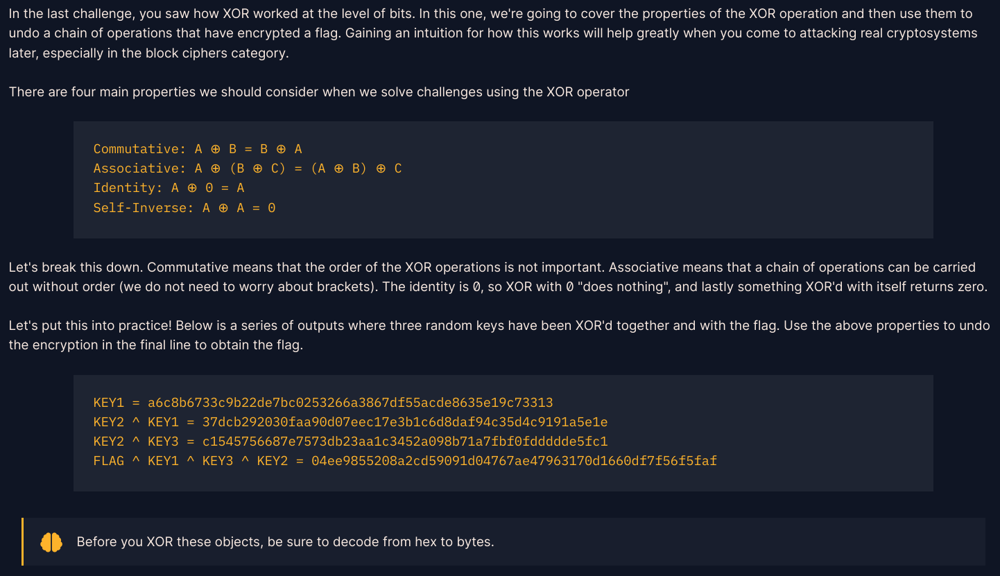 In the last challenge, you saw how XOR worked at the level of bits. In this one, we're going to cover the properties of the XOR operation and then use them to
undo a chain of operations that have encrypted a flag. Gaining an intuition for how this works will help greatly when you come to attacking real cryptosystems
later, especially in the block ciphers category.
There are four main properties we should consider when we solve challenges using the XOR operator
Commutative: A ⊕ B = B ⊕ A
Associative: A ⊕ (B ⊕ C) = (A ⊕ B) ⊕ C
Identity: A ⊕ 0 = A
Self-Inverse: A ⊕ A = 0
Let's break this down. Commutative means that the order of the XOR operations is not important. Associative means that a chain of operations can be carried
out without order (we do not need to worry about brackets). The identity is 0, so XOR with 0 "does nothing", and lastly something XOR'd with itself returns zero.
Let's put this into practice! Below is a series of outputs where three random keys have been XOR'd together and with the flag. Use the above properties to undo
the encryption in the final line to obtain the flag.
KEY1 = a6c8b6733c9b22de7bc0253266a3867df55acde8635e19c73313
KEY2 ^ KEY1 = 37dcb292030faa90d07eec17e3b1c6d8daf94c35d4c9191a5e1e
KEY2 ^ KEY3 = c1545756687e7573db23aa1c3452a098b71a7fbf0fddddde5fc1
FLAG ^ KEY1 ^ KEY3 ^ KEY2 = 04ee9855208a2cd59091d04767ae47963170d1660df7f56f5faf
Before you XOR these objects, be sure to decode from hex to bytes.